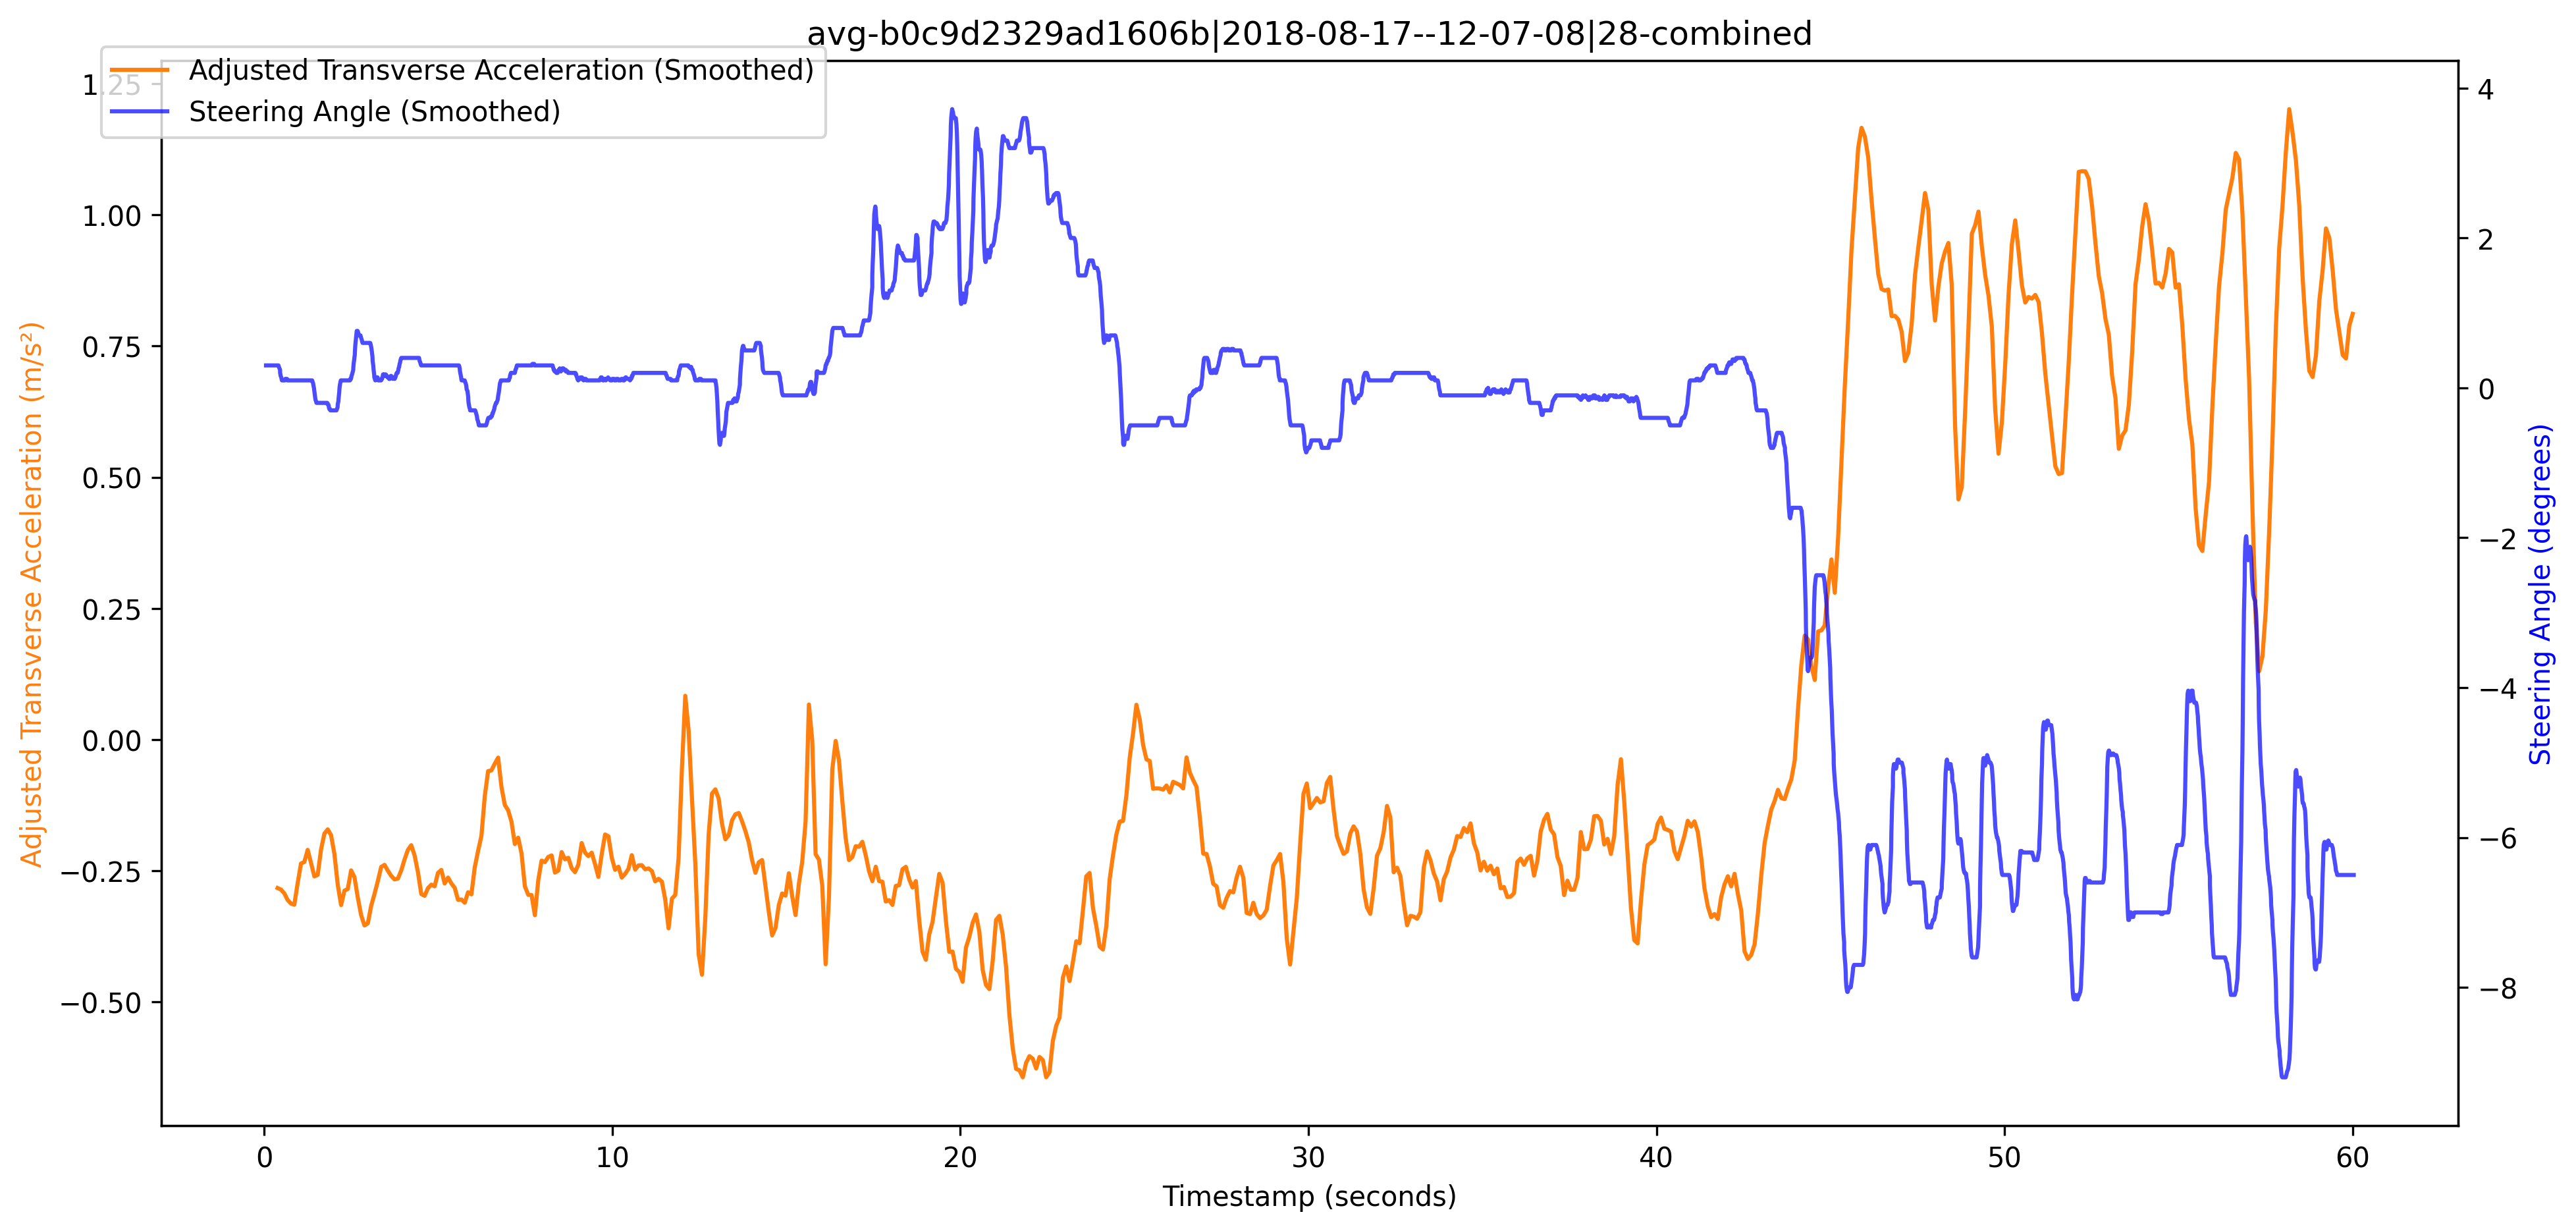 avg-b0c9d2329ad1606b|2018-08-17--12-07-08|28-combined
Adjusted Transverse Acceleration (Smoothed)
Steering Angle (Smoothed)
Adjusted Transverse Acceleration (m/s²)
1.25
1.00
0.75
0.50
0.25
0.00
−0.25
−0.50
4
2
0
−2
−4
−6
−8
Steering Angle (degrees)
0 10 20 30 40 50 60
Timestamp (seconds)